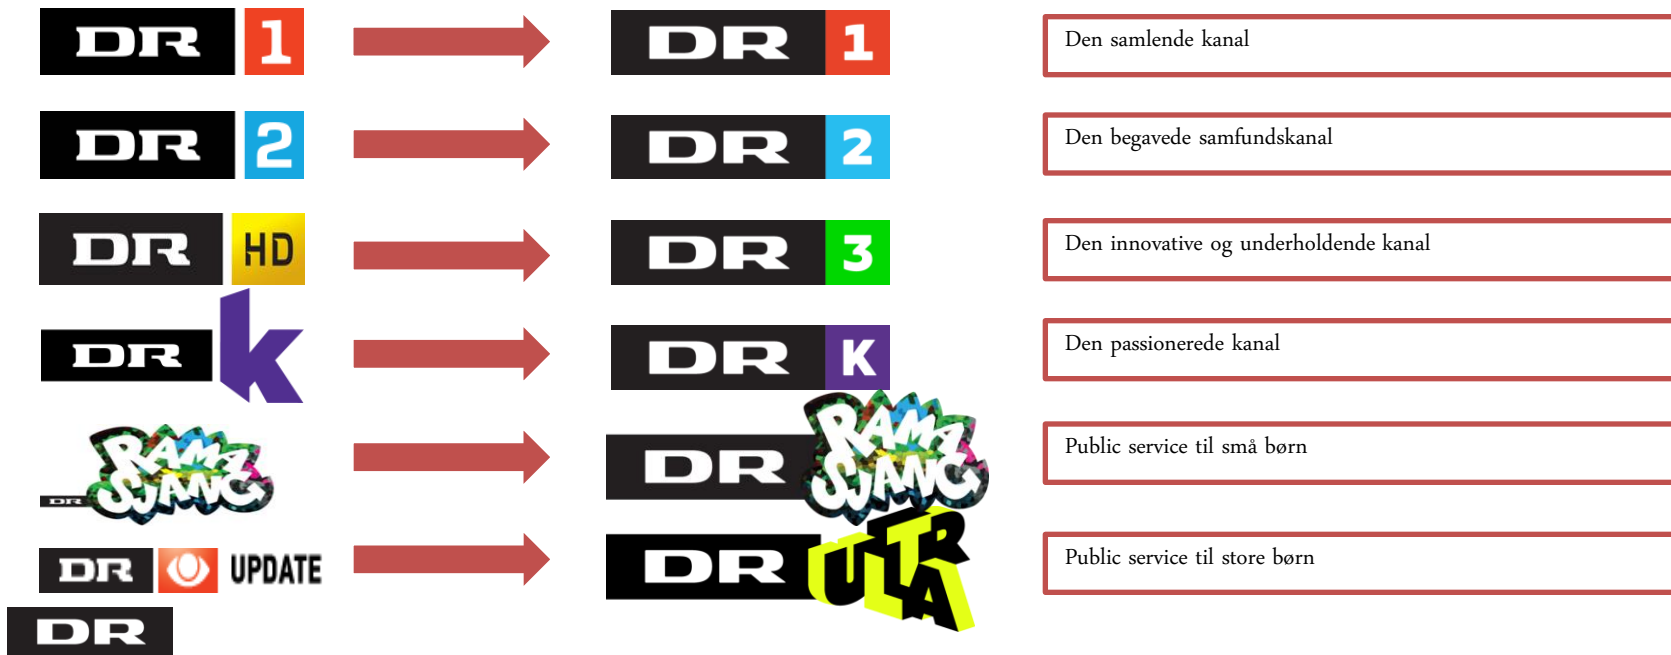 DR 1 DR 1 Den samlende kanal
DR 2 DR 2 Den begavede samfundskanal
DR HD DR 3 Den innovative og underholdende kanal
DR k DR K Den passionerede kanal
DR RAMASJANG DR RAMASJANG Public service til små børn
DR UPDATE DR ULTRA Public service til store børn
DR